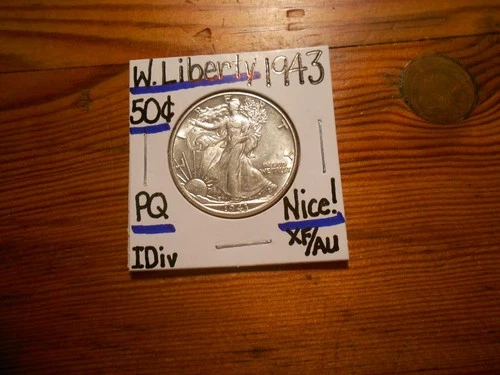 W. Liberty 1943
50¢
PQ
Nice!
XF/AU
IDiv